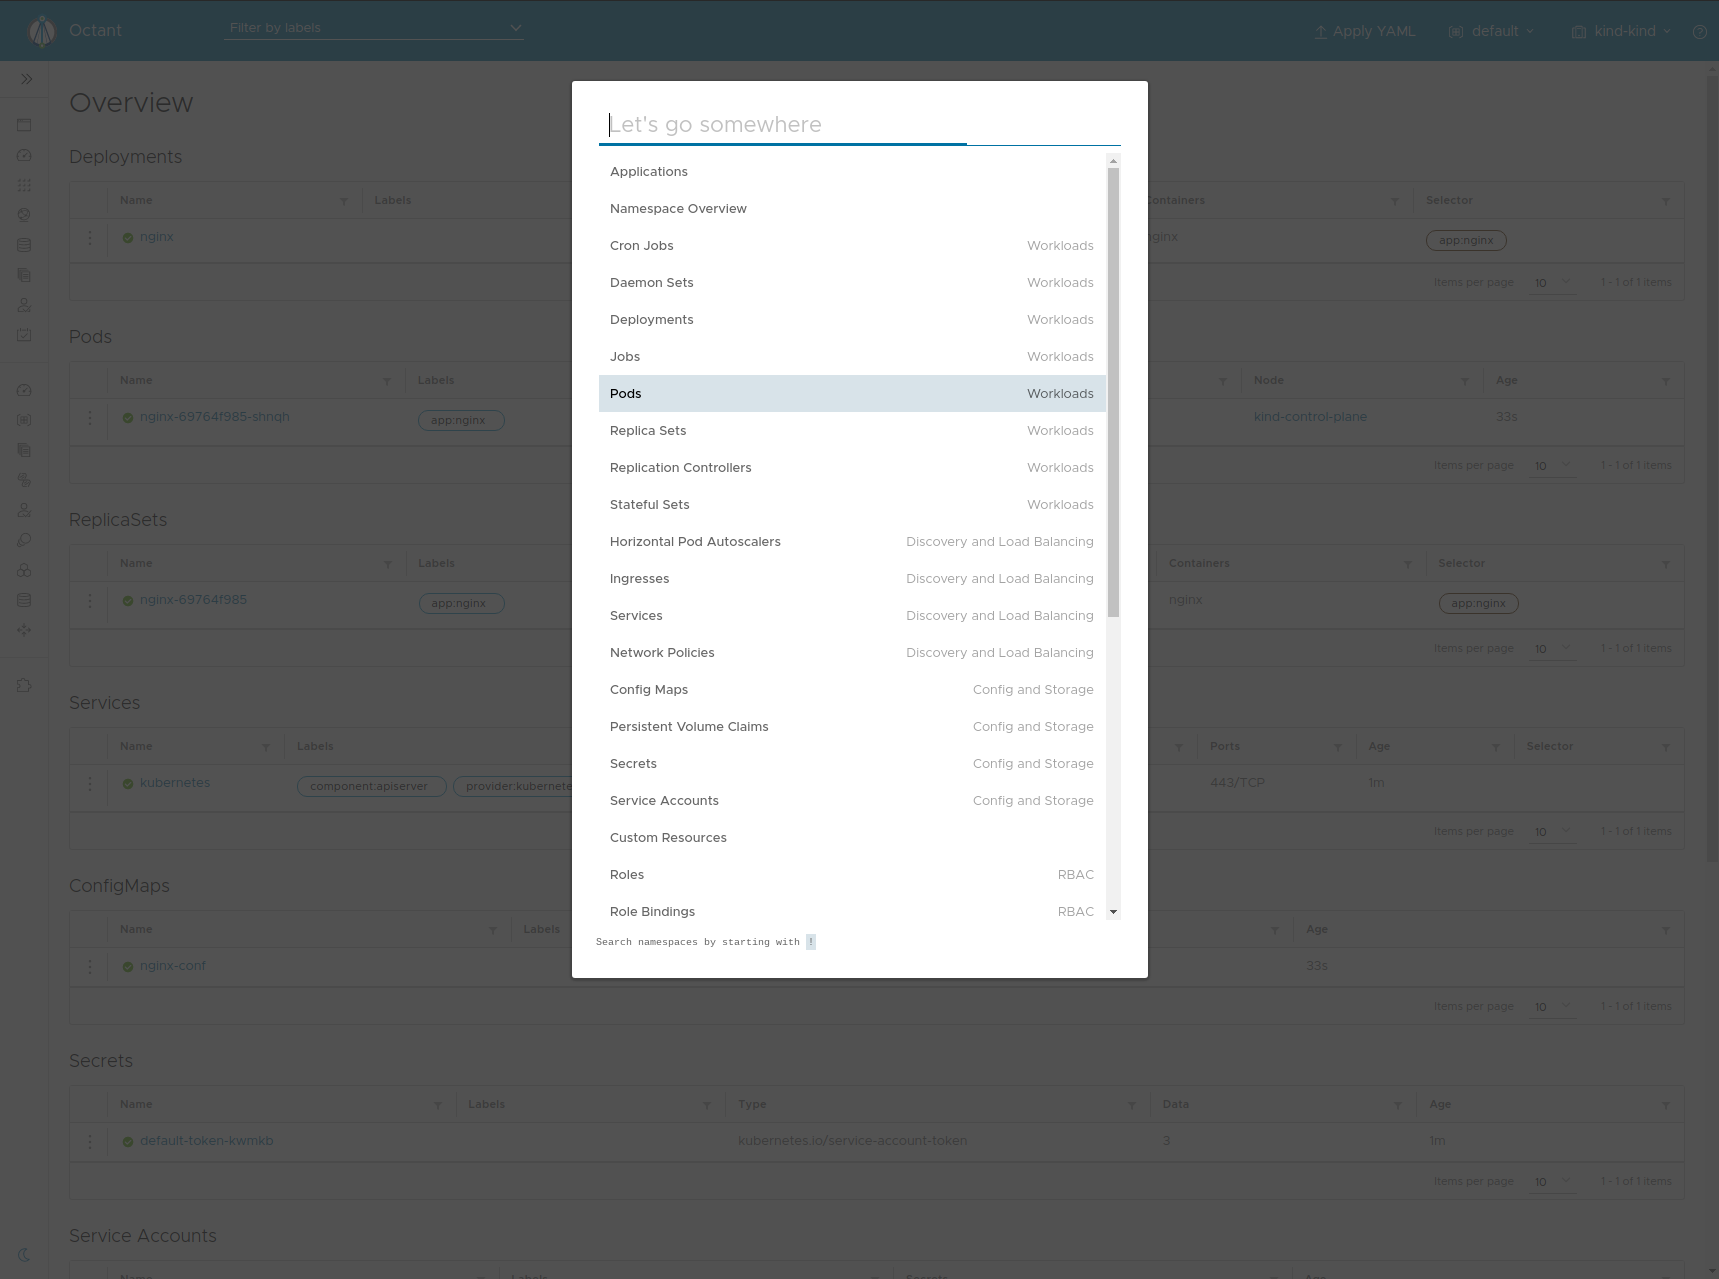 Octant
Filter by labels
Apply YAML
default
kind-kind
Overview
Deployments
Name Labels Containers Selector
nginx nginx app:nginx
Items per page 10 1 - 1 of 1 items
Pods
Name Labels Node Age
nginx-69764f985-shnqh app:nginx kind-control-plane 33s
Items per page 10 1 - 1 of 1 items
ReplicaSets
Name Labels Containers Selector
nginx-69764f985 app:nginx nginx app:nginx
Items per page 10 1 - 1 of 1 items
Services
Name Labels Ports Age Selector
kubernetes component:apiserver provider:kubernete 443/TCP 1m
Items per page 10 1 - 1 of 1 items
ConfigMaps
Name Labels Age
nginx-conf 33s
Items per page 10 1 - 1 of 1 items
Secrets
Name Labels Type Data Age
default-token-kwmkb kubernetes.io/service-account-token 3 1m
Items per page 10 1 - 1 of 1 items
Service Accounts
Name Labels Secrets Age
Let's go somewhere
Applications
Namespace Overview
Cron Jobs Workloads
Daemon Sets Workloads
Deployments Workloads
Jobs Workloads
Pods Workloads
Replica Sets Workloads
Replication Controllers Workloads
Stateful Sets Workloads
Horizontal Pod Autoscalers Discovery and Load Balancing
Ingresses Discovery and Load Balancing
Services Discovery and Load Balancing
Network Policies Discovery and Load Balancing
Config Maps Config and Storage
Persistent Volume Claims Config and Storage
Secrets Config and Storage
Service Accounts Config and Storage
Custom Resources
Roles RBAC
Role Bindings RBAC
Search namespaces by starting with !